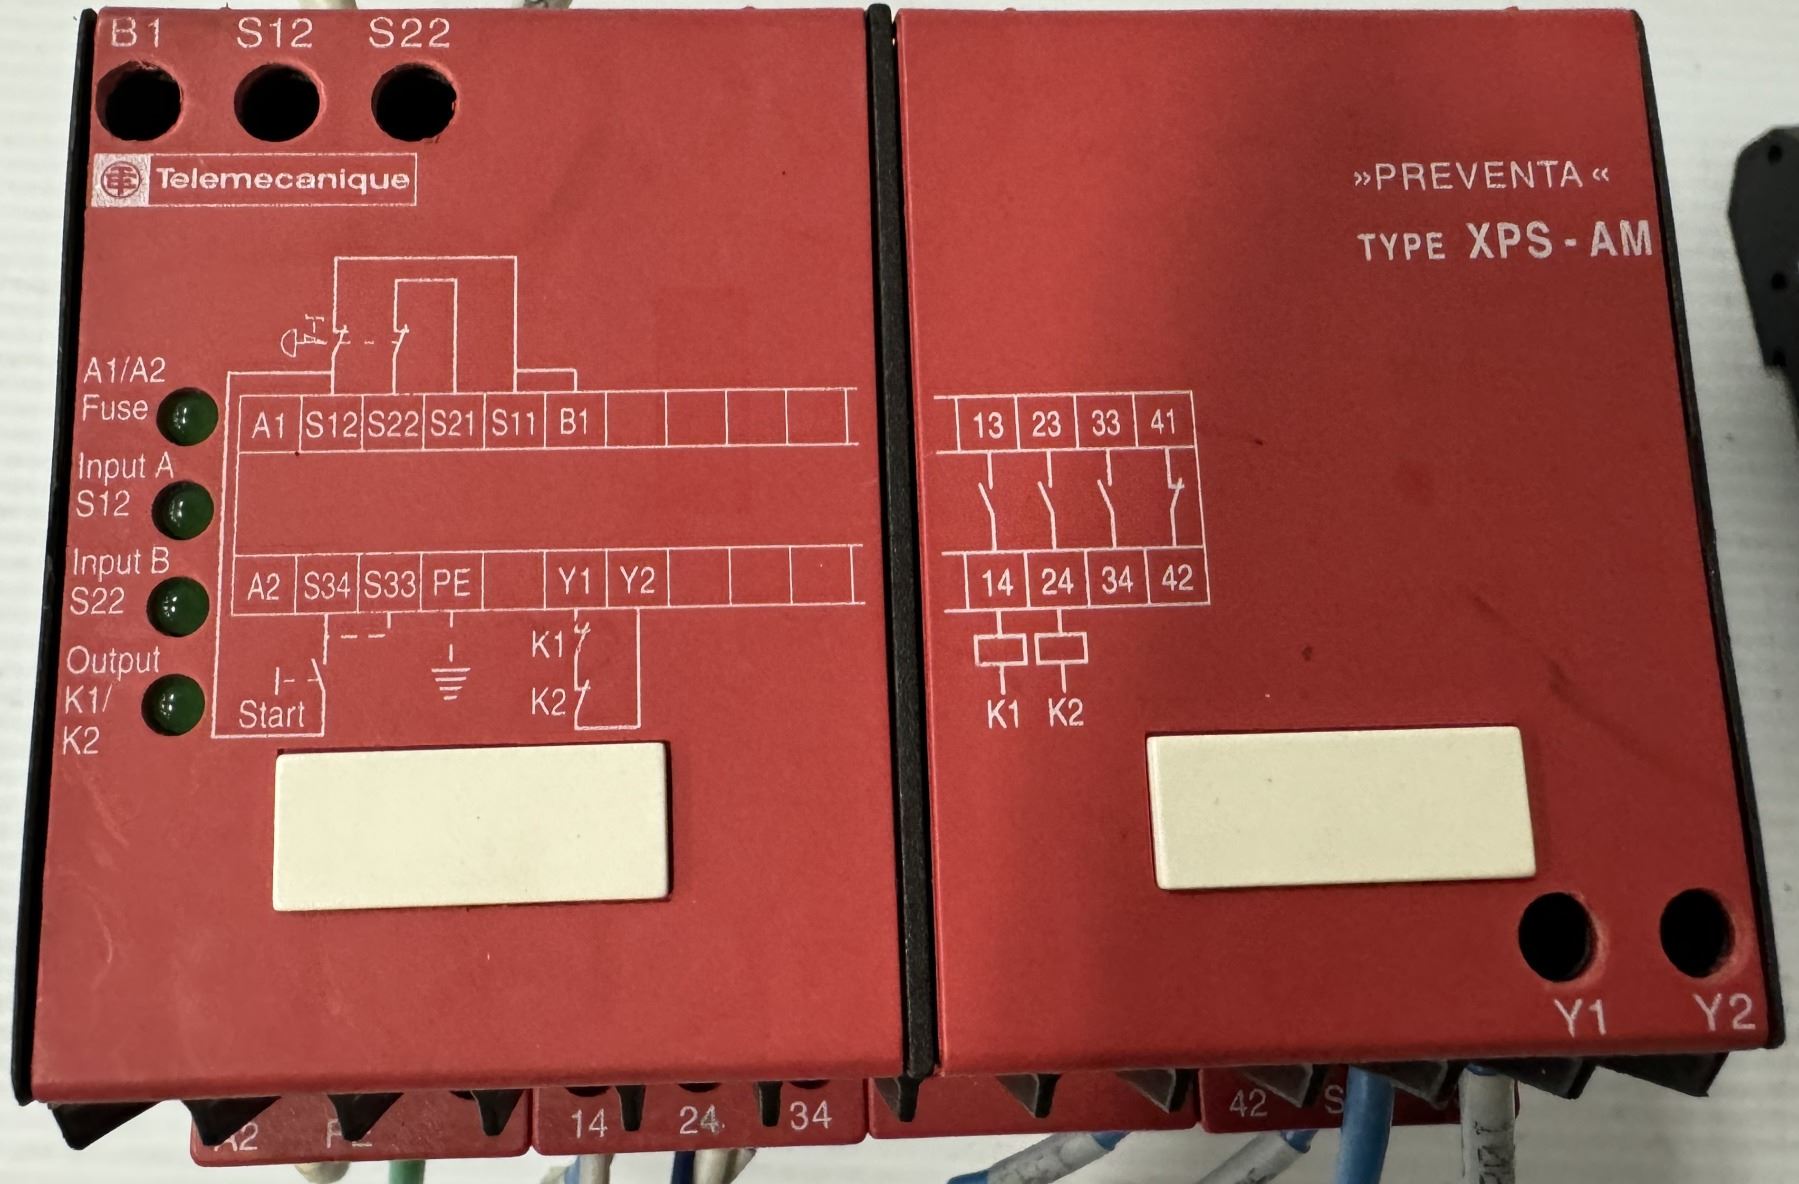 B1 S12 S22
Telemecanique
»PREVENTA«
TYPE XPS-AM
A1/A2
Fuse
Input A
S12
Input B
S22
Output
K1/
K2
A1 S12 S22 S21 S11 B1
A2 S34 S33 PE Y1 Y2
Start
K1
K2
13 23 33 41
14 24 34 42
K1 K2
Y1 Y2
A2 PE 14 24 34 42